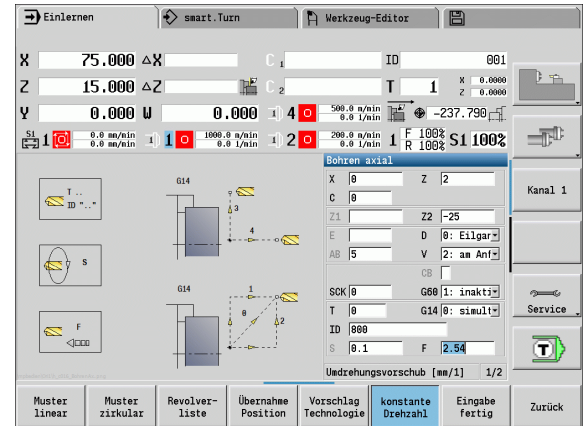 Einlernen smart.Turn Werkzeug-Editor
X 75.000 ΔX C 1 ID 001
Z 15.000 ΔZ C 2 T 1 X 0.0000 Z 0.0000
Y 0.000 U 0.000 4 500.0 m/min 0.0 1/min -237.790
S1 1 0.0 mm/min 0.0 m/min 1 1000.0 m/min 0.0 1/min 2 200.0 m/min 0.0 1/min 1 F 100% R 100% S1 100%
Bohren axial
X 0 Z 2
C 0
Z1 Z2 -25
E D 0: Eilgan
AB 5 V 2: am Anf
CB
SCK 0 G60 1: inakti
T 0 G14 0: simult
ID 800
S 0.1 F 2.54
Umdrehungsvorschub [mm/1] 1/2
T ..
ID ".."
S
F
G14
3
4
G14
1
0
2
Kanal 1
Service
T
Muster linear
Muster zirkular
Revolver-liste
Übernahme Position
Vorschlag Technologie
konstante Drehzahl
Eingabe fertig
Zurück